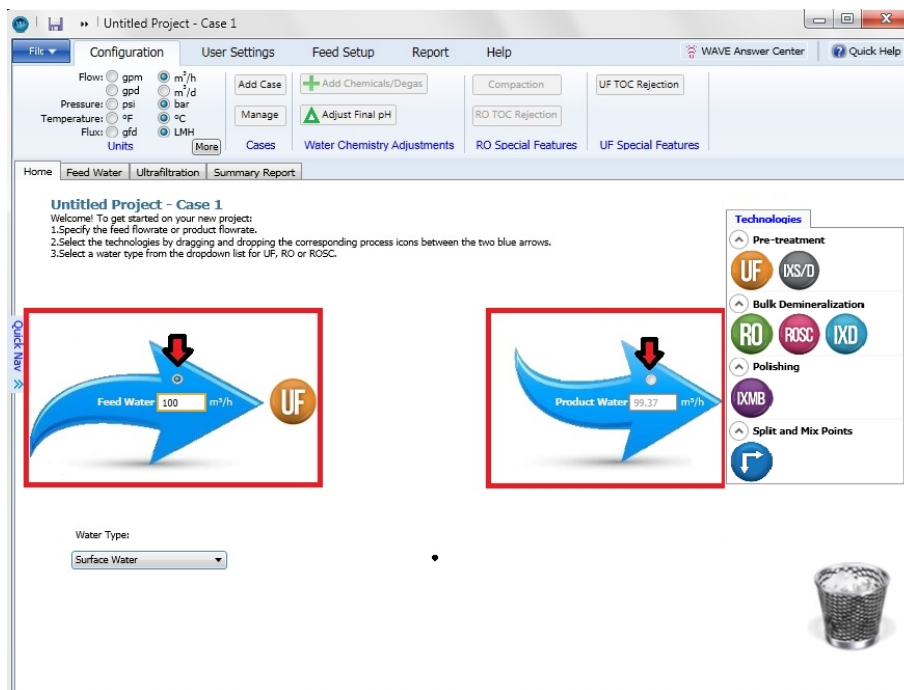 Untitled Project - Case 1
File Configuration User Settings Feed Setup Report Help WAVE Answer Center Quick Help
Flow: gpm m³/h
gpd m³/d
Pressure: psi bar
Temperature: °F °C
Flux: gfd LMH
Units More
Add Case
Manage
Cases
Add Chemicals/Degas
Adjust Final pH
Water Chemistry Adjustments
Compaction
RO TOC Rejection
RO Special Features
UF TOC Rejection
UF Special Features
Home Feed Water Ultrafiltration Summary Report
Untitled Project - Case 1
Welcome! To get started on your new project:
1.Specify the feed flowrate or product flowrate.
2.Select the technologies by dragging and dropping the corresponding process icons between the two blue arrows.
3.Select a water type from the dropdown list for UF, RO or ROSC.
Quick Nav
Feed Water 100 m³/h UF
Product Water 99.37 m³/h
Technologies
Pre-treatment
UF IXS/D
Bulk Demineralization
RO ROSC IXD
Polishing
IXMB
Split and Mix Points
Water Type:
Surface Water